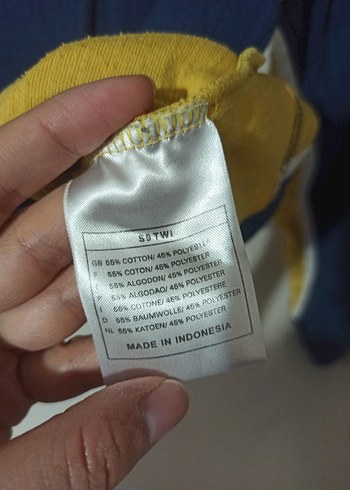 GB 55% COTTON/ 45% POLYESTER
55% COTON/ 45% POLYESTER
55% ALGODON/ 45% POLYESTER
55% ALGODAO/ 45% POLYESTER
I 55% COTONE/ 45% POLYESTERE
D 55% BAUMWOLLE/ 45% POLYESTER
NL 55% KATOEN/ 45% POLYESTER
MADE IN INDONESIA